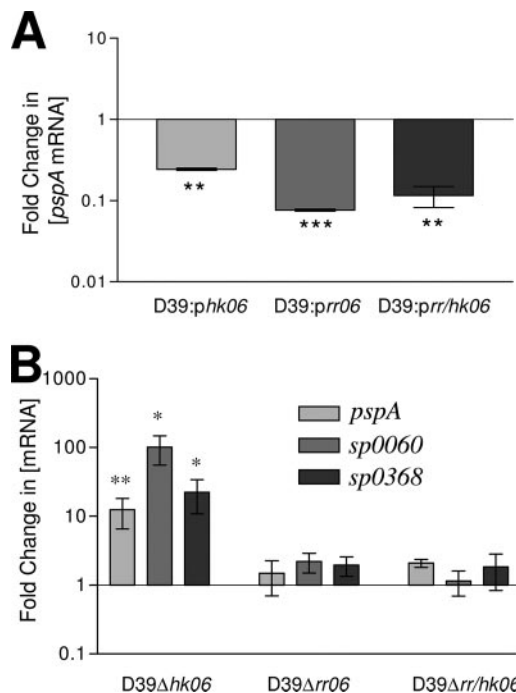 A
Fold Change in
[pspA mRNA]
10
1
0.1
0.01
**
***
**
D39:phk06
D39:prr06
D39:prr/hk06
B
Fold Change in [mRNA]
1000
100
10
1
0.1
**
*
*
pspA
sp0060
sp0368
D39Δhk06
D39Δrr06
D39Δrr/hk06